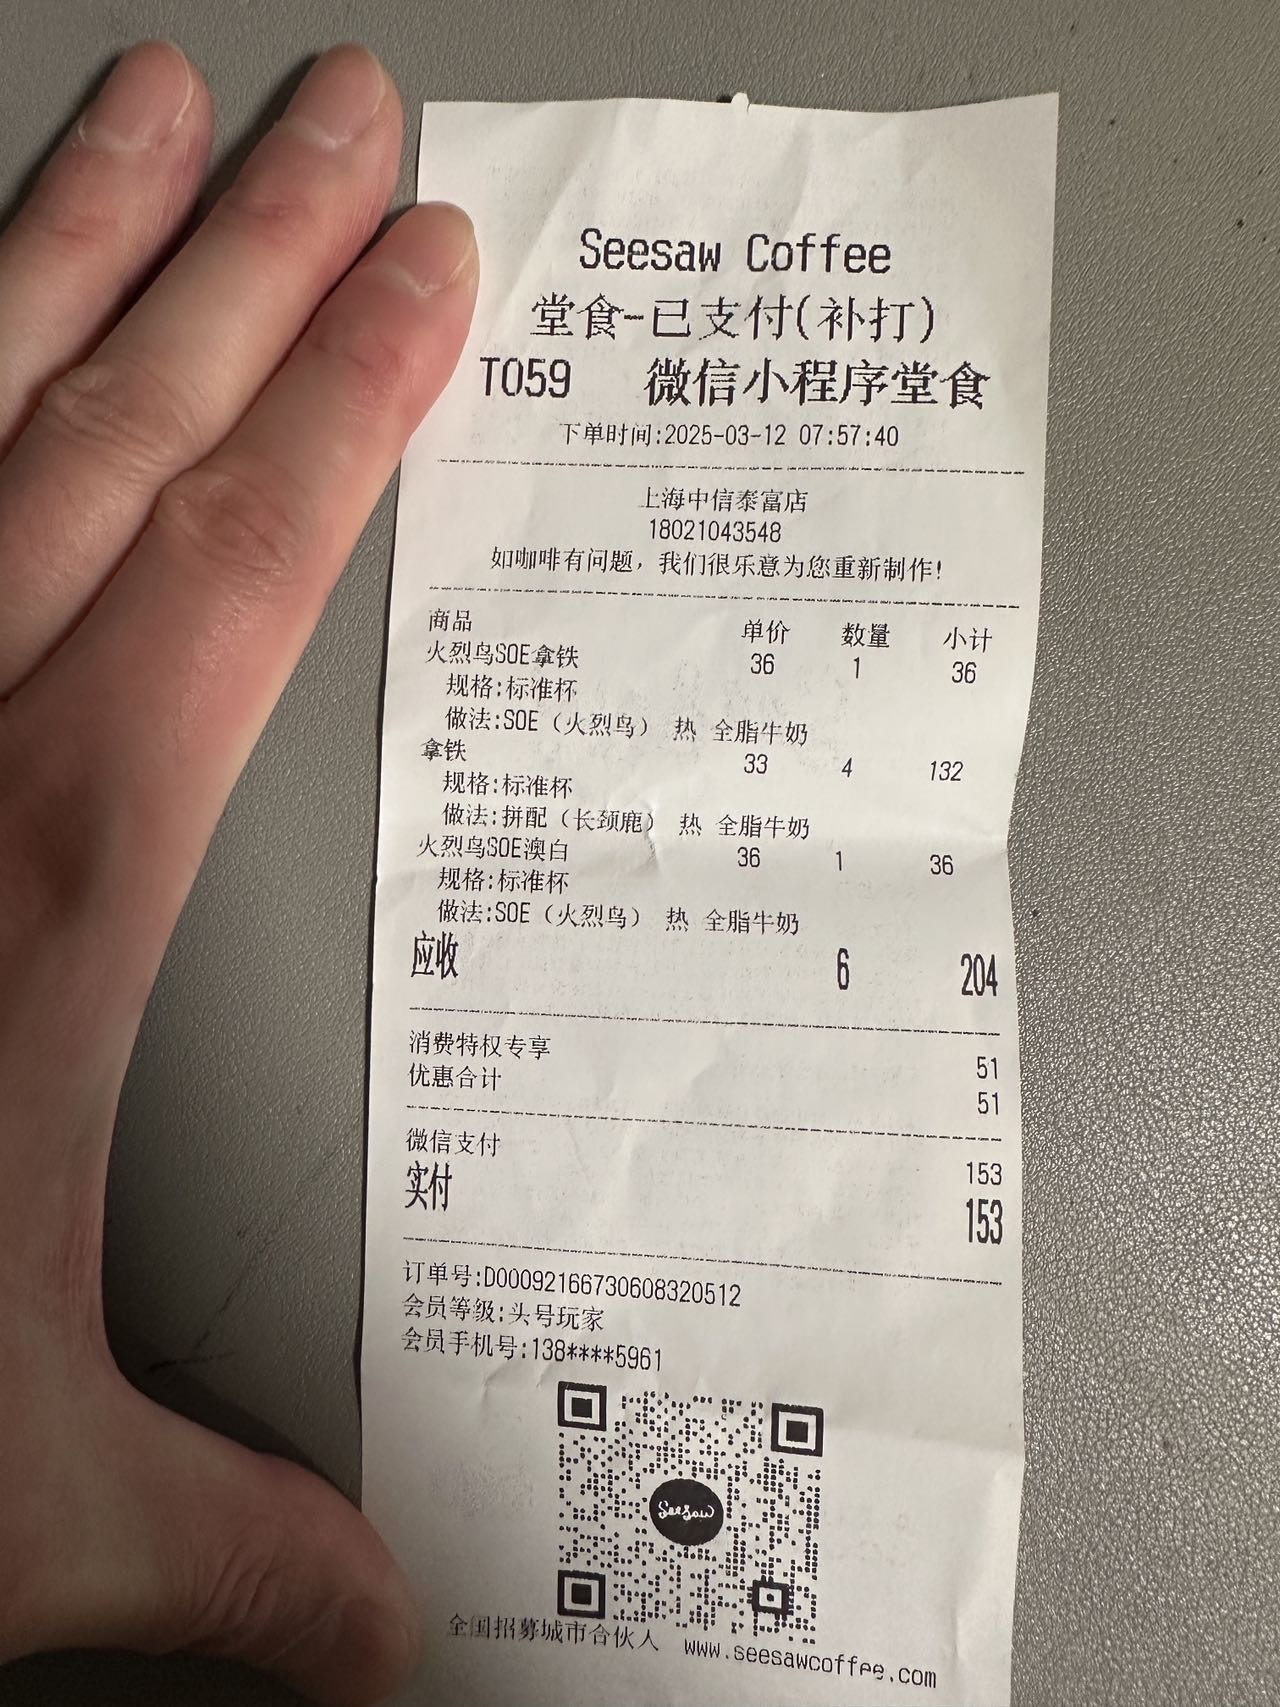 Seesaw Coffee
堂食-已支付(补打)
T059 微信小程序堂食
下单时间:2025-03-12 07:57:40
上海中信泰富店
18021043548
如咖啡有问题，我们很乐意为您重新制作!
商品 单价 数量 小计
火烈鸟SOE拿铁 36 1 36
规格:标准杯
做法:SOE（火烈鸟） 热 全脂牛奶
拿铁 33 4 132
规格:标准杯
做法:拼配（长颈鹿） 热 全脂牛奶
火烈鸟SOE澳白 36 1 36
规格:标准杯
做法:SOE（火烈鸟） 热 全脂牛奶
应收 6 204
消费特权专享 51
优惠合计 51
微信支付 153
实付 153
订单号:D00092166730608320512
会员等级:头号玩家
会员手机号:138****5961
Seesaw
全国招募城市合伙人 www.seesawcoffee.com